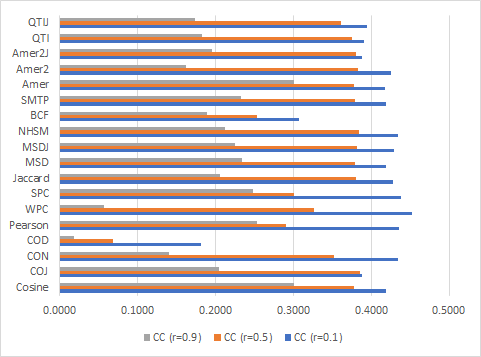 QTIJ
QTI
Amer2J
Amer2
Amer
SMTP
BCF
NHSM
MSDJ
MSD
Jaccard
SPC
WPC
Pearson
COD
CON
COJ
Cosine
0.0000 0.1000 0.2000 0.3000 0.4000 0.5000
CC (r=0.9) CC (r=0.5) CC (r=0.1)